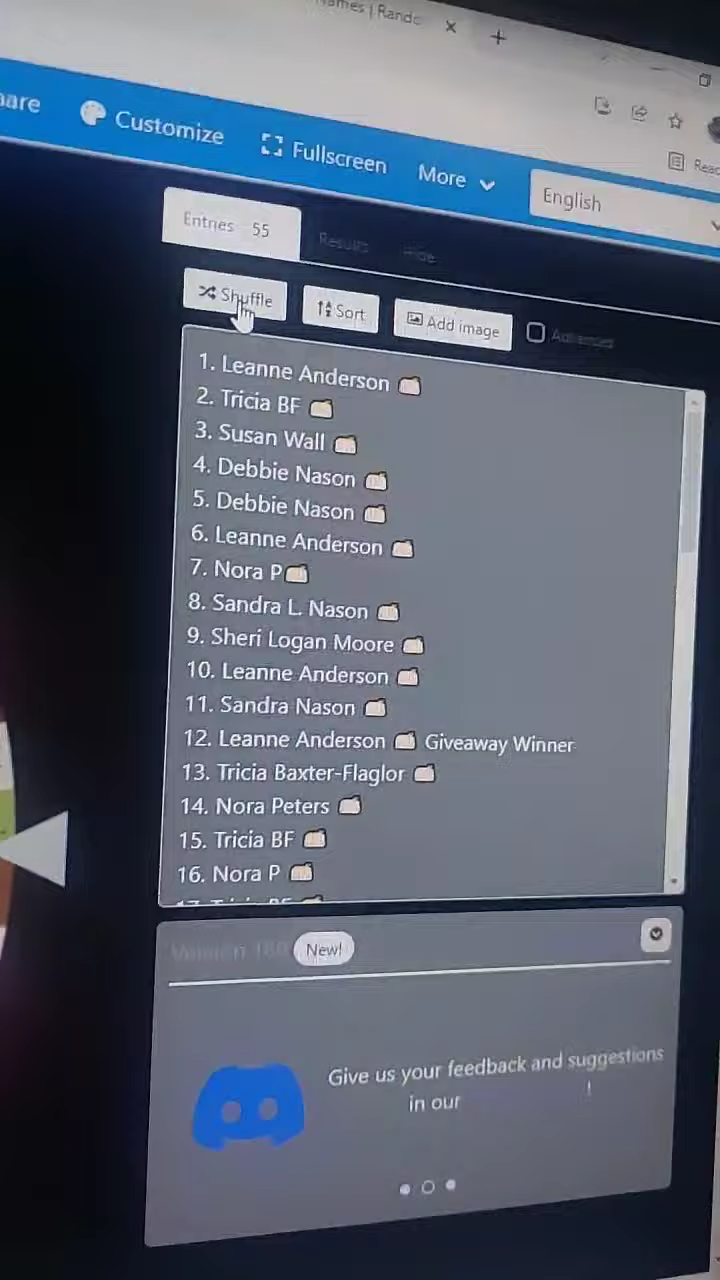 Customize
Fullscreen
More
English
Entries 55
Results
Hide
Shuffle
Sort
Add image
Advanced
1. Leanne Anderson
2. Tricia BF
3. Susan Wall
4. Debbie Nason
5. Debbie Nason
6. Leanne Anderson
7. Nora P
8. Sandra L. Nason
9. Sheri Logan Moore
10. Leanne Anderson
11. Sandra Nason
12. Leanne Anderson Giveaway Winner
13. Tricia Baxter-Flaglor
14. Nora Peters
15. Tricia BF
16. Nora P
New!
Give us your feedback and suggestions
in our !